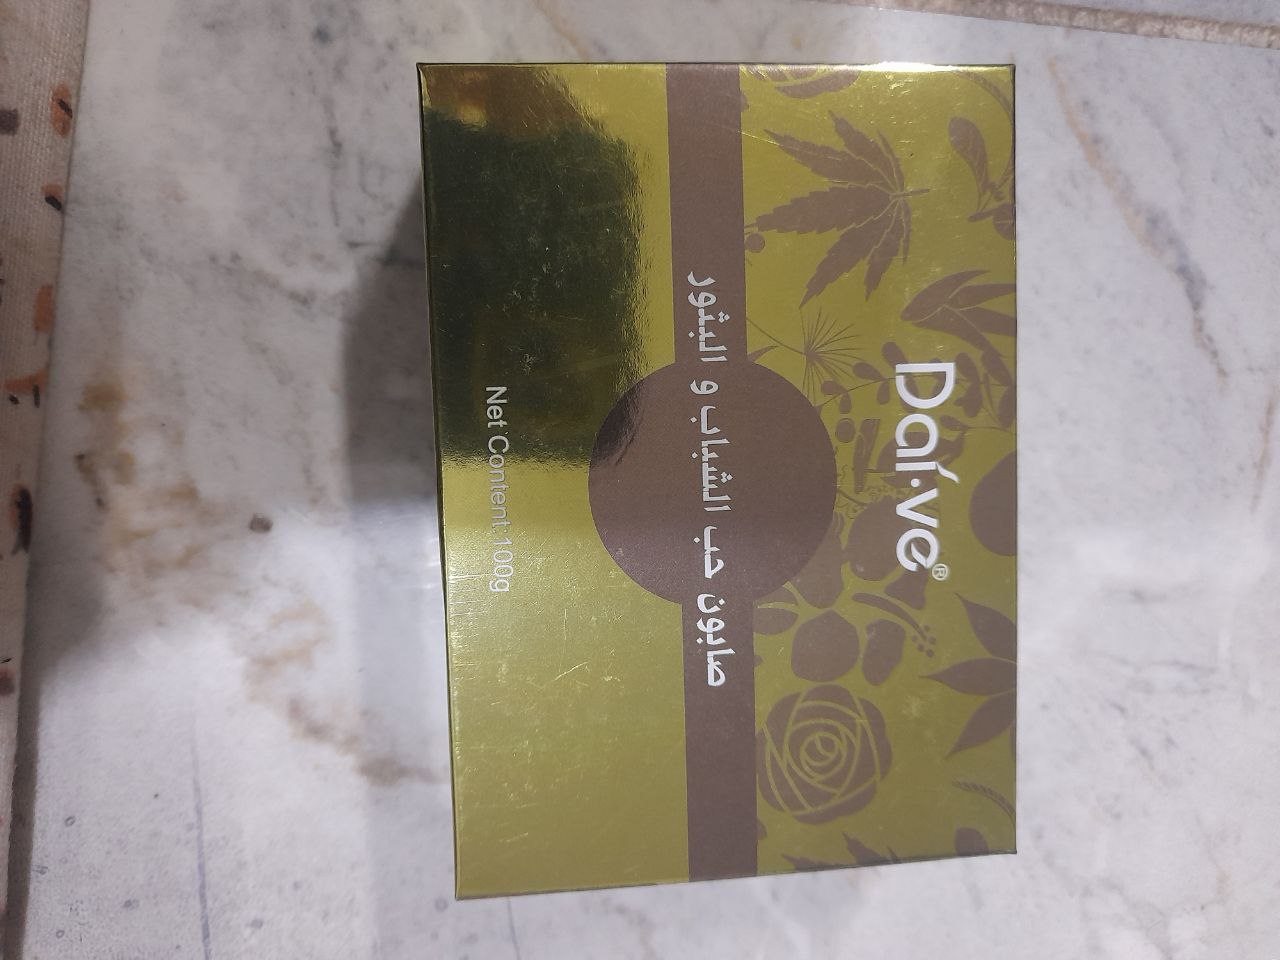 Dai·ve®
صابون حب الشباب و البثور
Net Content:100g